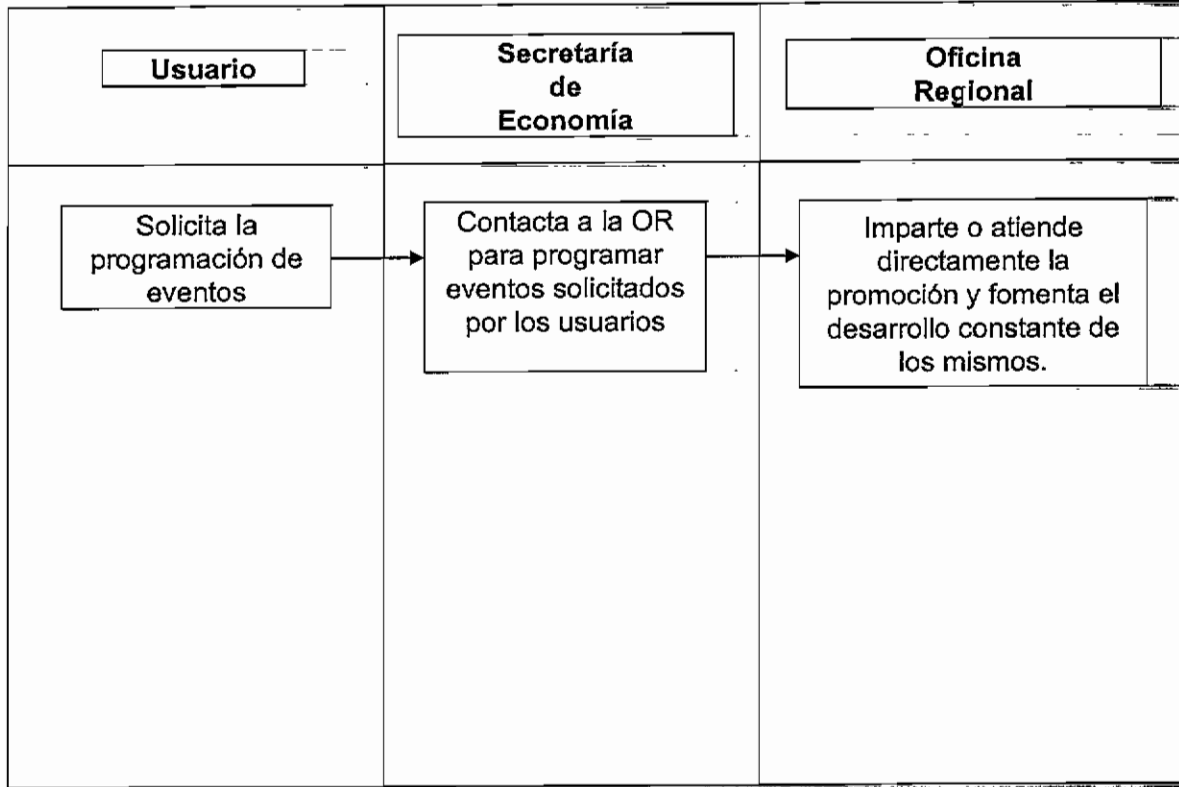 Usuario
Secretaría
de
Economía
Oficina
Regional
Solicita la
programación de
eventos
Contacta a la OR
para programar
eventos solicitados
por los usuarios
Imparte o atiende
directamente la
promoción y fomenta el
desarrollo constante de
los mismos.